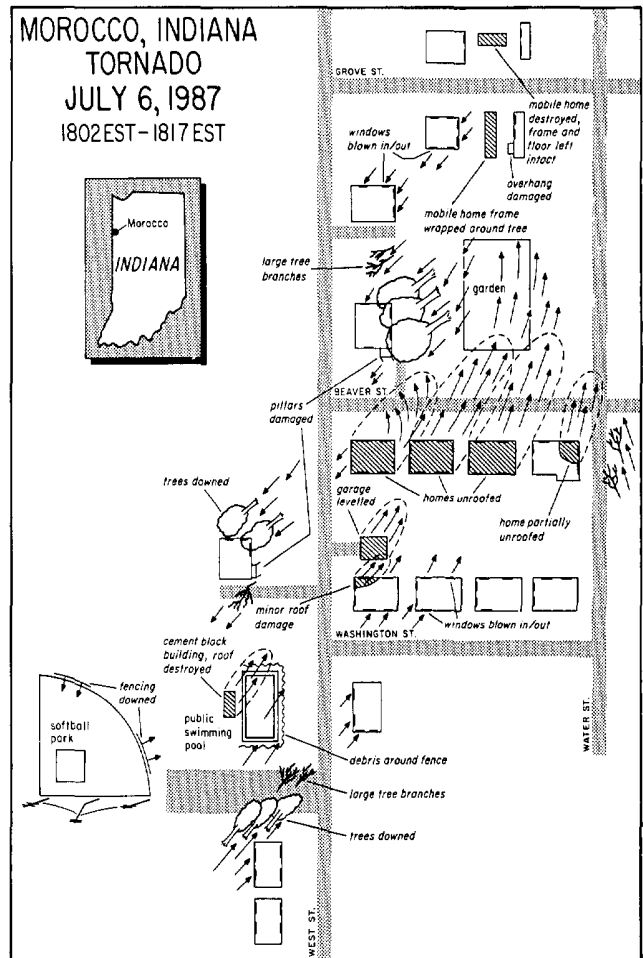 MOROCCO, INDIANA
TORNADO
JULY 6, 1987
1802 EST–1817 EST
Morocco
INDIANA
GROVE ST.
mobile home
destroyed,
frame and
floor left
intact
windows
blown in/out
overhang
damaged
mobile home frame
wrapped around tree
large tree
branches
garden
BEAVER ST.
pillars
damaged
trees downed
garage
levelled
homes unroofed
home partially
unroofed
minor roof
damage
windows blown in/out
WASHINGTON ST.
cement block
building, roof
destroyed
fencing
downed
softball
park
public
swimming
pool
debris around fence
WATER ST.
large tree branches
trees downed
WEST ST.